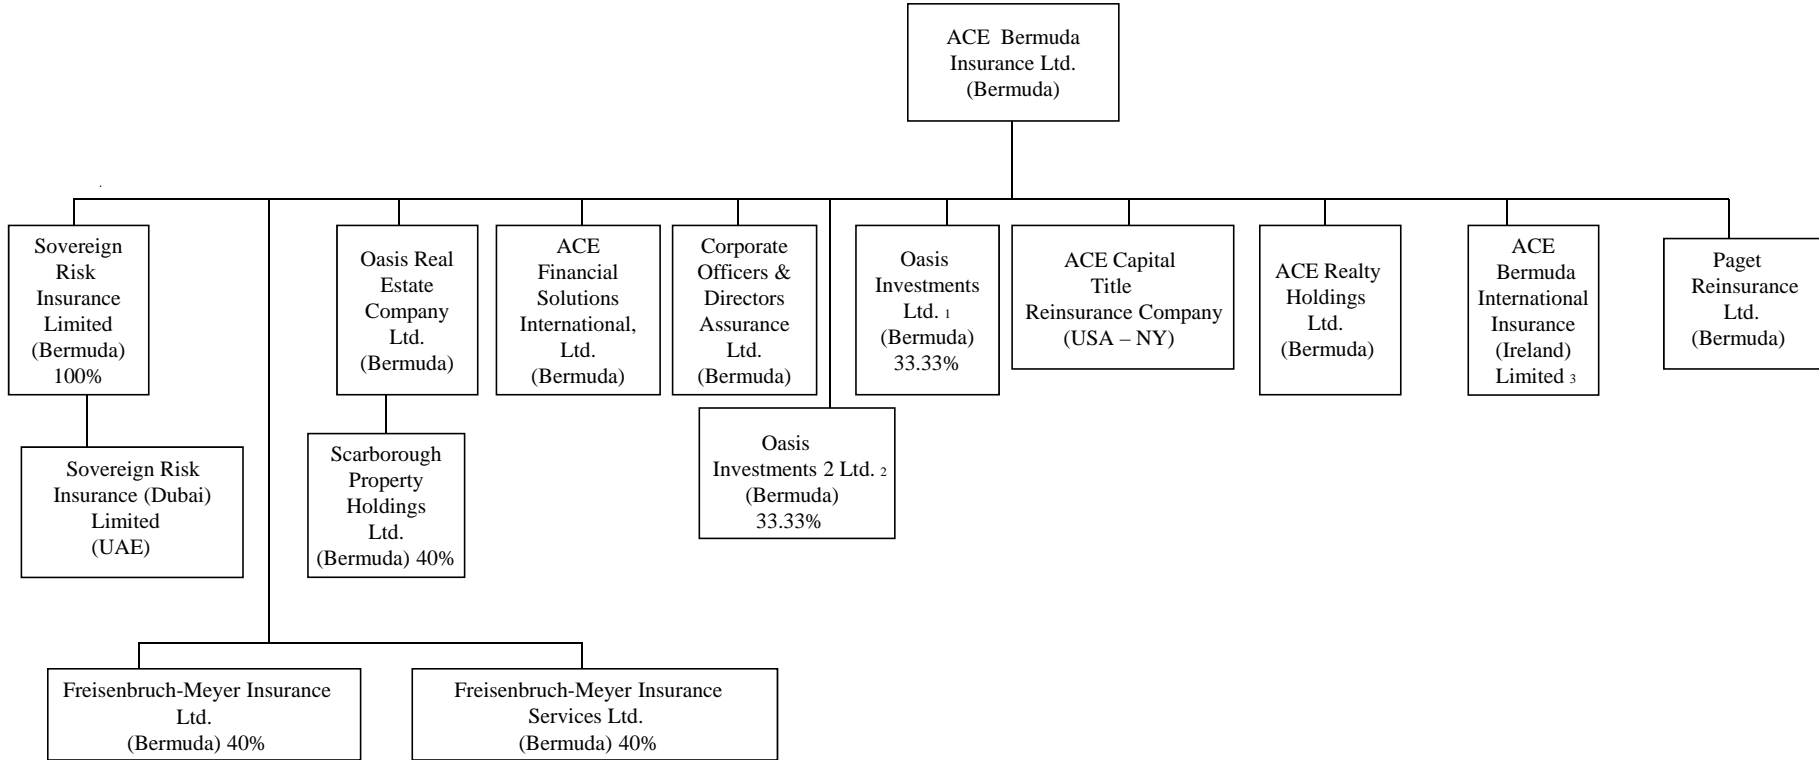 ACE Bermuda
Insurance Ltd.
(Bermuda)
Sovereign
Risk
Insurance
Limited
(Bermuda)
100%
Oasis Real
Estate
Company
Ltd.
(Bermuda)
ACE
Financial
Solutions
International,
Ltd.
(Bermuda)
Corporate
Officers &
Directors
Assurance
Ltd.
(Bermuda)
Oasis
Investments
Ltd. 1
(Bermuda)
33.33%
ACE Capital
Title
Reinsurance Company
(USA – NY)
ACE Realty
Holdings
Ltd.
(Bermuda)
ACE
Bermuda
International
Insurance
(Ireland)
Limited 3
Paget
Reinsurance
Ltd.
(Bermuda)
Sovereign Risk
Insurance (Dubai)
Limited
(UAE)
Scarborough
Property
Holdings
Ltd.
(Bermuda) 40%
Oasis
Investments 2 Ltd. 2
(Bermuda)
33.33%
Freisenbruch-Meyer Insurance
Ltd.
(Bermuda) 40%
Freisenbruch-Meyer Insurance
Services Ltd.
(Bermuda) 40%